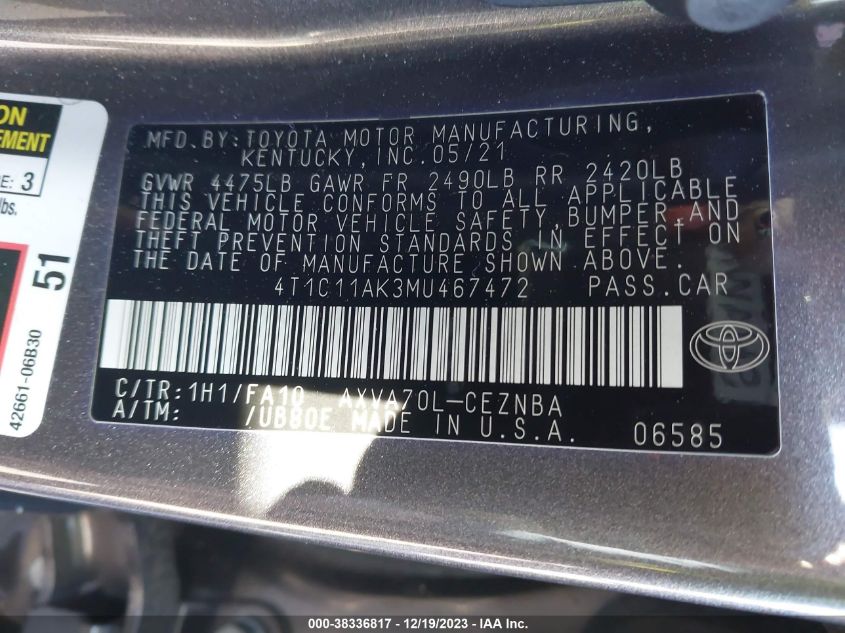 ON
EMENT
DE: 3
lbs.
51
42661-06B30
MFD.BY:TOYOTA MOTOR MANUFACTURING,
KENTUCKY,INC.05/21
GVWR 4475LB GAWR FR 2490LB RR 2420LB
THIS VEHICLE CONFORMS TO ALL APPLICABLE
FEDERAL MOTOR VEHICLE SAFETY,BUMPER,AND
THEFT PREVENTION STANDARDS IN EFFECT ON
THE DATE OF MANUFACTURE SHOWN ABOVE.
4T1C11AK3MU467472 PASS.CAR
C/TR:1H1/FA10 AXVA70L-CEZNBA
A/TM: /UB80E MADE IN U.S.A. 06585
000-38336817 - 12/19/2023 - IAAI.COM